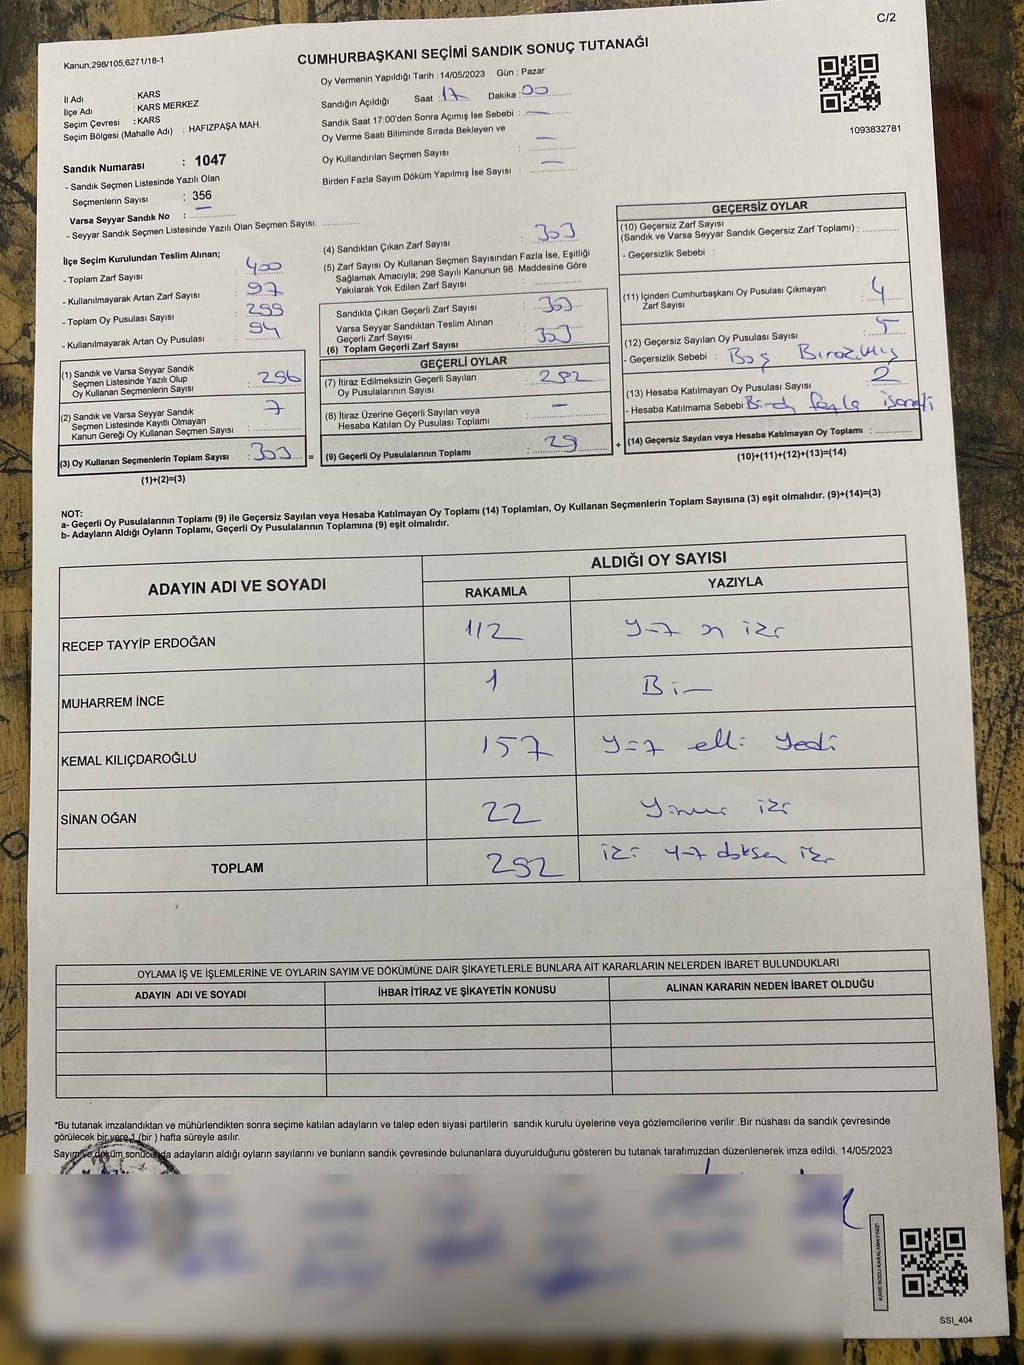 C/2
Kanun;298/105;6271/18-1
CUMHURBAŞKANI SEÇİMİ SANDIK SONUÇ TUTANAĞI
İl Adı : KARS
İlçe Adı : KARS MERKEZ
Seçim Çevresi : KARS
Seçim Bölgesi (Mahalle Adı) : HAFIZPAŞA MAH.
Oy Vermenin Yapıldığı Tarih : 14/05/2023 Gün : Pazar
Sandığın Açıldığı Saat : 17 Dakika : 00
Sandık Saat 17:00'den Sonra Açımış İse Sebebi : —
Oy Verme Saati Bitiminde Sırada Bekleyen ve
Oy Kullandırılan Seçmen Sayısı : —
Birden Fazla Sayım Döküm Yapılmış İse Sayısı : —
1093832781
Sandık Numarası : 1047
- Sandık Seçmen Listesinde Yazılı Olan
Seçmenlerin Sayısı : 356
Varsa Seyyar Sandık No :
- Seyyar Sandık Seçmen Listesinde Yazılı Olan Seçmen Sayısı:
İlçe Seçim Kurulundan Teslim Alınan;
- Toplam Zarf Sayısı : 400
- Kullanılmayarak Artan Zarf Sayısı : 97
- Toplam Oy Pusulası Sayısı :
- Kullanılmayarak Artan Oy Pusulası : 94
(1) Sandık ve Varsa Seyyar Sandık
Seçmen Listesinde Yazılı Olup
Oy Kullanan Seçmenlerin Sayısı : 296
(2) Sandık ve Varsa Seyyar Sandık
Seçmen Listesinde Kayıtlı Olmayan
Kanun Gereği Oy Kullanan Seçmen Sayısı : 7
(3) Oy Kullanan Seçmenlerin Toplam Sayısı : 303
(1)+(2)=(3)
=
(4) Sandıktan Çıkan Zarf Sayısı : 303
(5) Zarf Sayısı Oy Kullanan Seçmen Sayısından Fazla İse, Eşitliği
Sağlamak Amacıyla; 298 Sayılı Kanunun 98. Maddesine Göre
Yakılarak Yok Edilen Zarf Sayısı :
Sandıkta Çıkan Geçerli Zarf Sayısı : 303
Varsa Seyyar Sandıktan Teslim Alınan
Geçerli Zarf Sayısı :
(6) Toplam Geçerli Zarf Sayısı 303
GEÇERLİ OYLAR
(7) İtiraz Edilmeksizin Geçerli Sayılan
Oy Pusulalarının Sayısı : 292
(8) İtiraz Üzerine Geçerli Sayılan veya
Hesaba Katılan Oy Pusulası Toplamı : —
(9) Geçerli Oy Pusulalarının Toplamı : 29
+
GEÇERSİZ OYLAR
(10) Geçersiz Zarf Sayısı
(Sandık ve Varsa Seyyar Sandık Geçersiz Zarf Toplamı) :
- Geçersizlik Sebebi :
(11) İçinden Cumhurbaşkanı Oy Pusulası Çıkmayan
Zarf Sayısı : 4
(12) Geçersiz Sayılan Oy Pusulası Sayısı : 5
- Geçersizlik Sebebi : Boş Bırazılmış
(13) Hesaba Katılmayan Oy Pusulası Sayısı : 2
- Hesaba Katılmama Sebebi : Birden fazla işareti
(14) Geçersiz Sayılan veya Hesaba Katılmayan Oy Toplamı :
(10)+(11)+(12)+(13)=(14)
NOT:
a- Geçerli Oy Pusulalarının Toplamı (9) ile Geçersiz Sayılan veya Hesaba Katılmayan Oy Toplamı (14) Toplamları, Oy Kullanan Seçmenlerin Toplam Sayısına (3) eşit olmalıdır. (9)+(14)=(3)
b- Adayların Aldığı Oyların Toplamı, Geçerli Oy Pusulalarının Toplamına (9) eşit olmalıdır.
ADAYIN ADI VE SOYADI
ALDIĞI OY SAYISI
RAKAMLA YAZIYLA
RECEP TAYYİP ERDOĞAN 112 yüz on iki
MUHARREM İNCE 1 Bir
KEMAL KILIÇDAROĞLU 157 yüz elli yedi
SİNAN OĞAN 22 yirmi iki
TOPLAM 292 iki yüz doksan iki
OYLAMA İŞ VE İŞLEMLERİNE VE OYLARIN SAYIM VE DÖKÜMÜNE DAİR ŞİKAYETLERLE BUNLARA AİT KARARLARIN NELERDEN İBARET BULUNDUKLARI
ADAYIN ADI VE SOYADI İHBAR İTİRAZ VE ŞİKAYETİN KONUSU ALINAN KARARIN NEDEN İBARET OLDUĞU
*Bu tutanak imzalandıktan ve mühürlendikten sonra seçime katılan adayların ve talep eden siyasi partilerin sandık kurulu üyelerine veya gözlemcilerine verilir .Bir nüshası da sandık çevresinde
görülecek bir yere 1 (bir ) hafta süreyle asılır.
Sayım ve döküm sonucunda adayların aldığı oyların sayılarını ve bunların sandık çevresinde bulunanlara duyurulduğunu gösteren bu tutanak tarafımızdan düzenlenerek imza edildi. 14/05/2023
KARE KODU KARALAMAYINIZ!
SSI_404